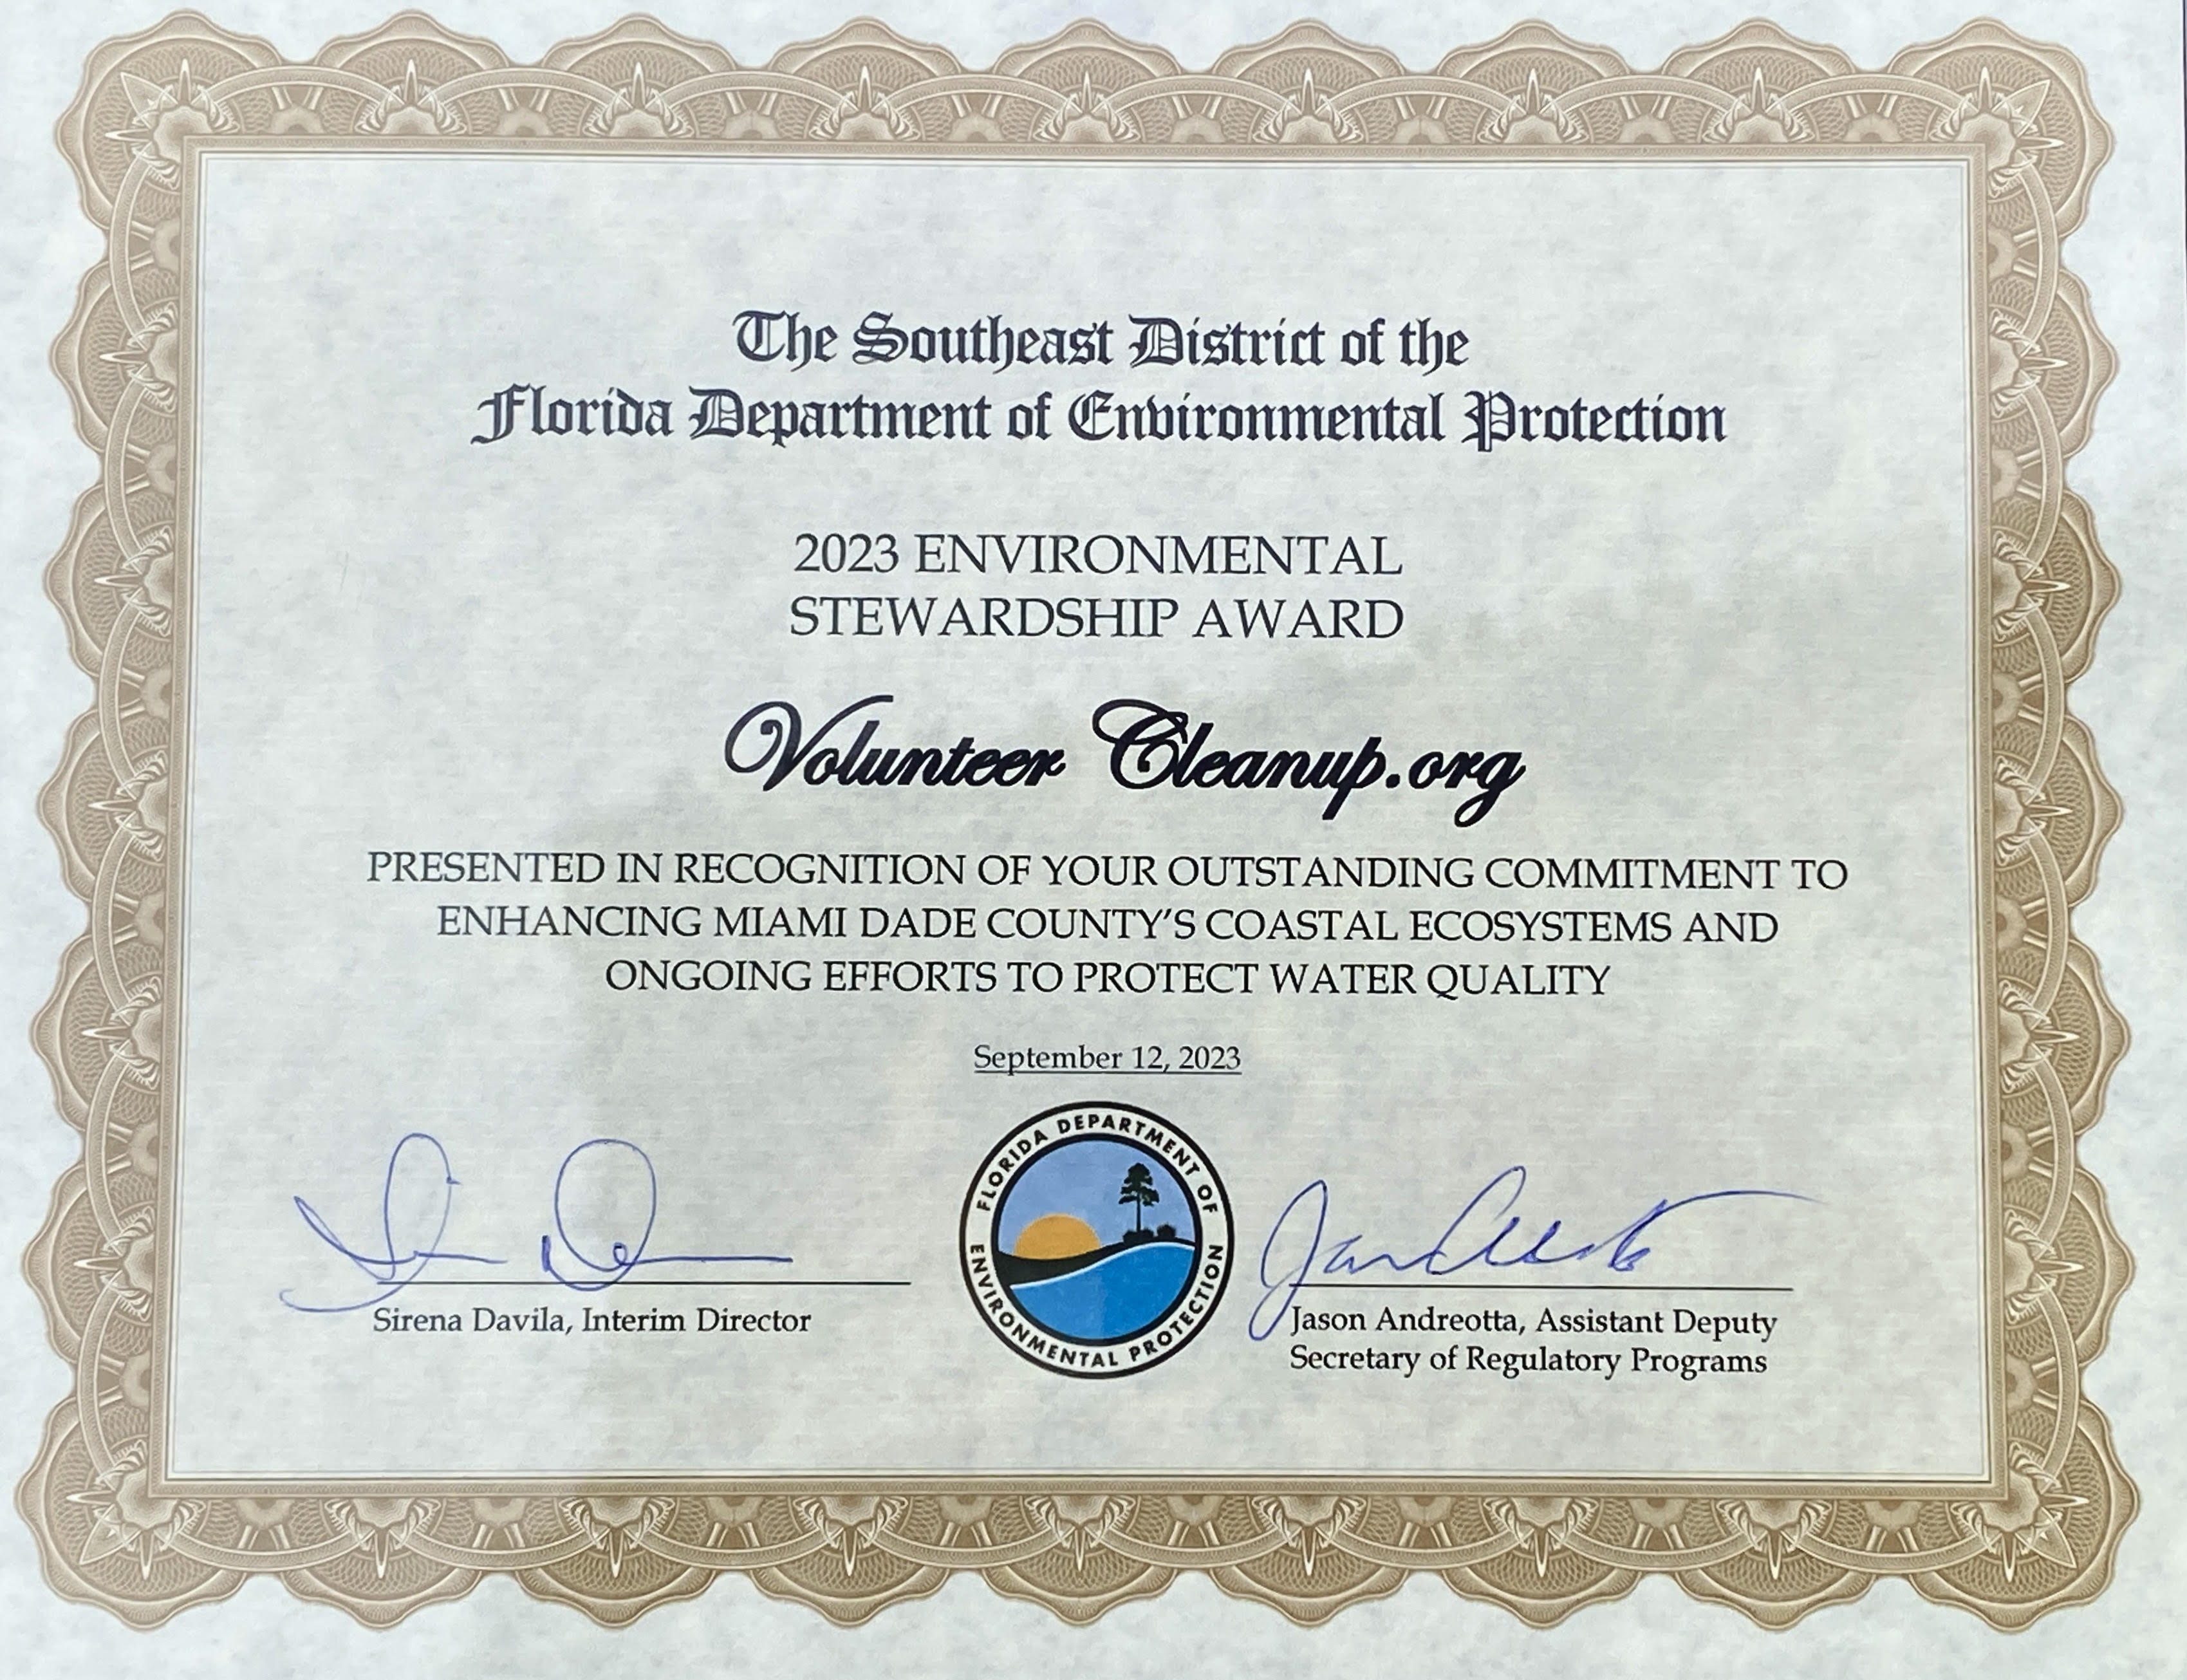 The Southeast District of the
Florida Department of Environmental Protection
2023 ENVIRONMENTAL
STEWARDSHIP AWARD
Volunteer Cleanup.org
PRESENTED IN RECOGNITION OF YOUR OUTSTANDING COMMITMENT TO
ENHANCING MIAMI DADE COUNTY'S COASTAL ECOSYSTEMS AND
ONGOING EFFORTS TO PROTECT WATER QUALITY
September 12, 2023
FLORIDA DEPARTMENT OF
ENVIRONMENTAL PROTECTION
Sirena Davila, Interim Director
Jason Andreotta, Assistant Deputy
Secretary of Regulatory Programs